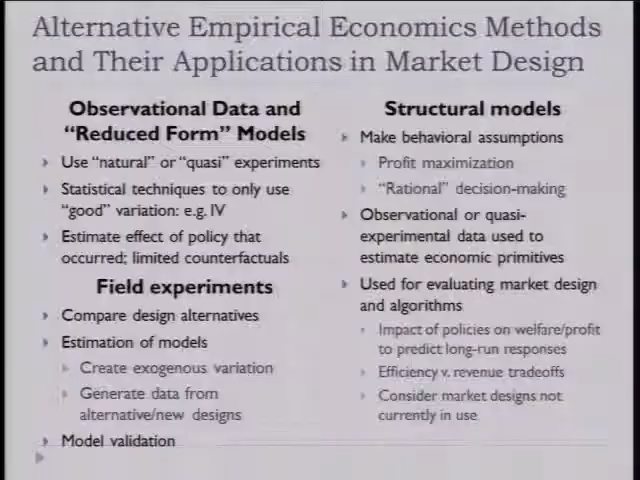 Alternative Empirical Economics Methods
and Their Applications in Market Design
Observational Data and
“Reduced Form” Models
Use “natural” or “quasi” experiments
Statistical techniques to only use
“good” variation: e.g. IV
Estimate effect of policy that
occurred; limited counterfactuals
Field experiments
Compare design alternatives
Estimation of models
Create exogenous variation
Generate data from
alternative/new designs
Model validation
Structural models
Make behavioral assumptions
Profit maximization
“Rational” decision-making
Observational or quasi-
experimental data used to
estimate economic primitives
Used for evaluating market design
and algorithms
Impact of policies on welfare/profit
to predict long-run responses
Efficiency v. revenue tradeoffs
Consider market designs not
currently in use